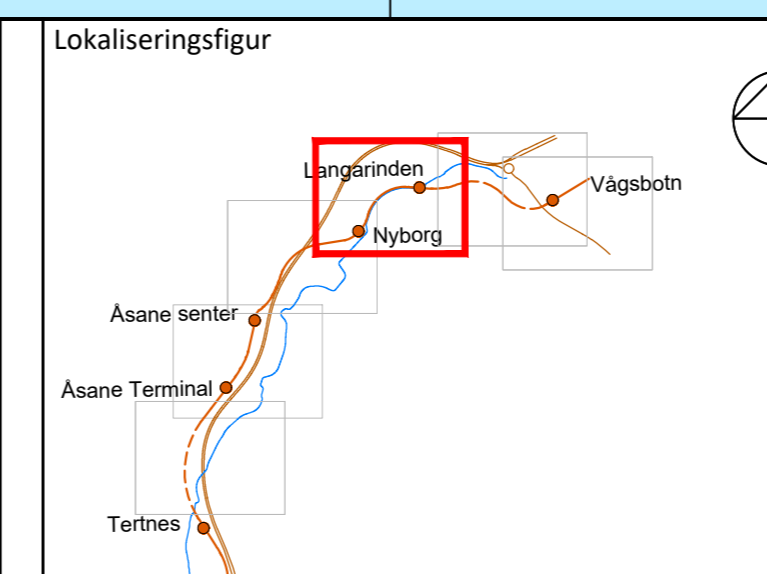 Lokaliseringsfigur
Langarinden
Vågsbotn
Nyborg
Åsane senter
Åsane Terminal
Tertnes